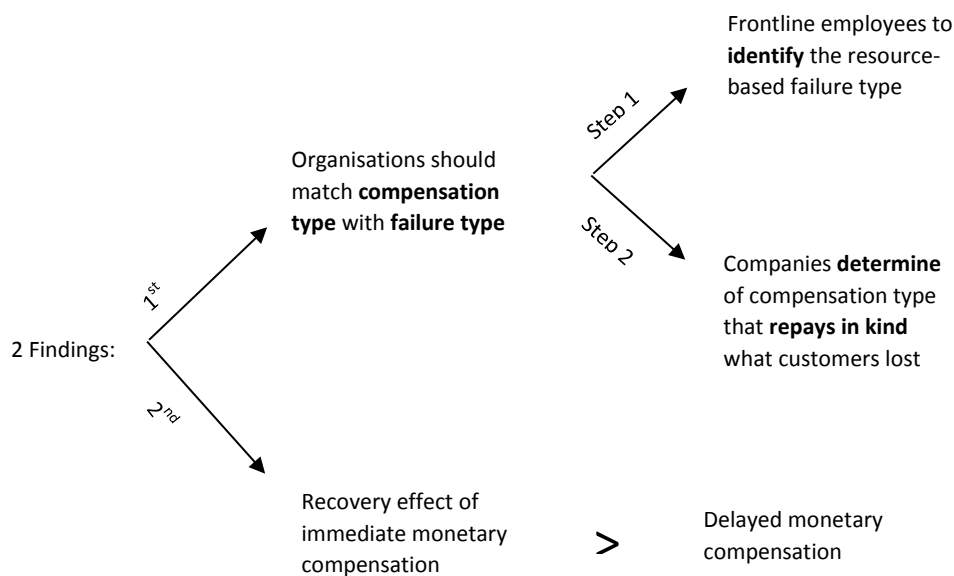 2 Findings:
1st
Organisations should
match compensation
type with failure type
Step 1
Frontline employees to
identify the resource-
based failure type
Step 2
Companies determine
of compensation type
that repays in kind
what customers lost
2nd
Recovery effect of
immediate monetary
compensation
>
Delayed monetary
compensation